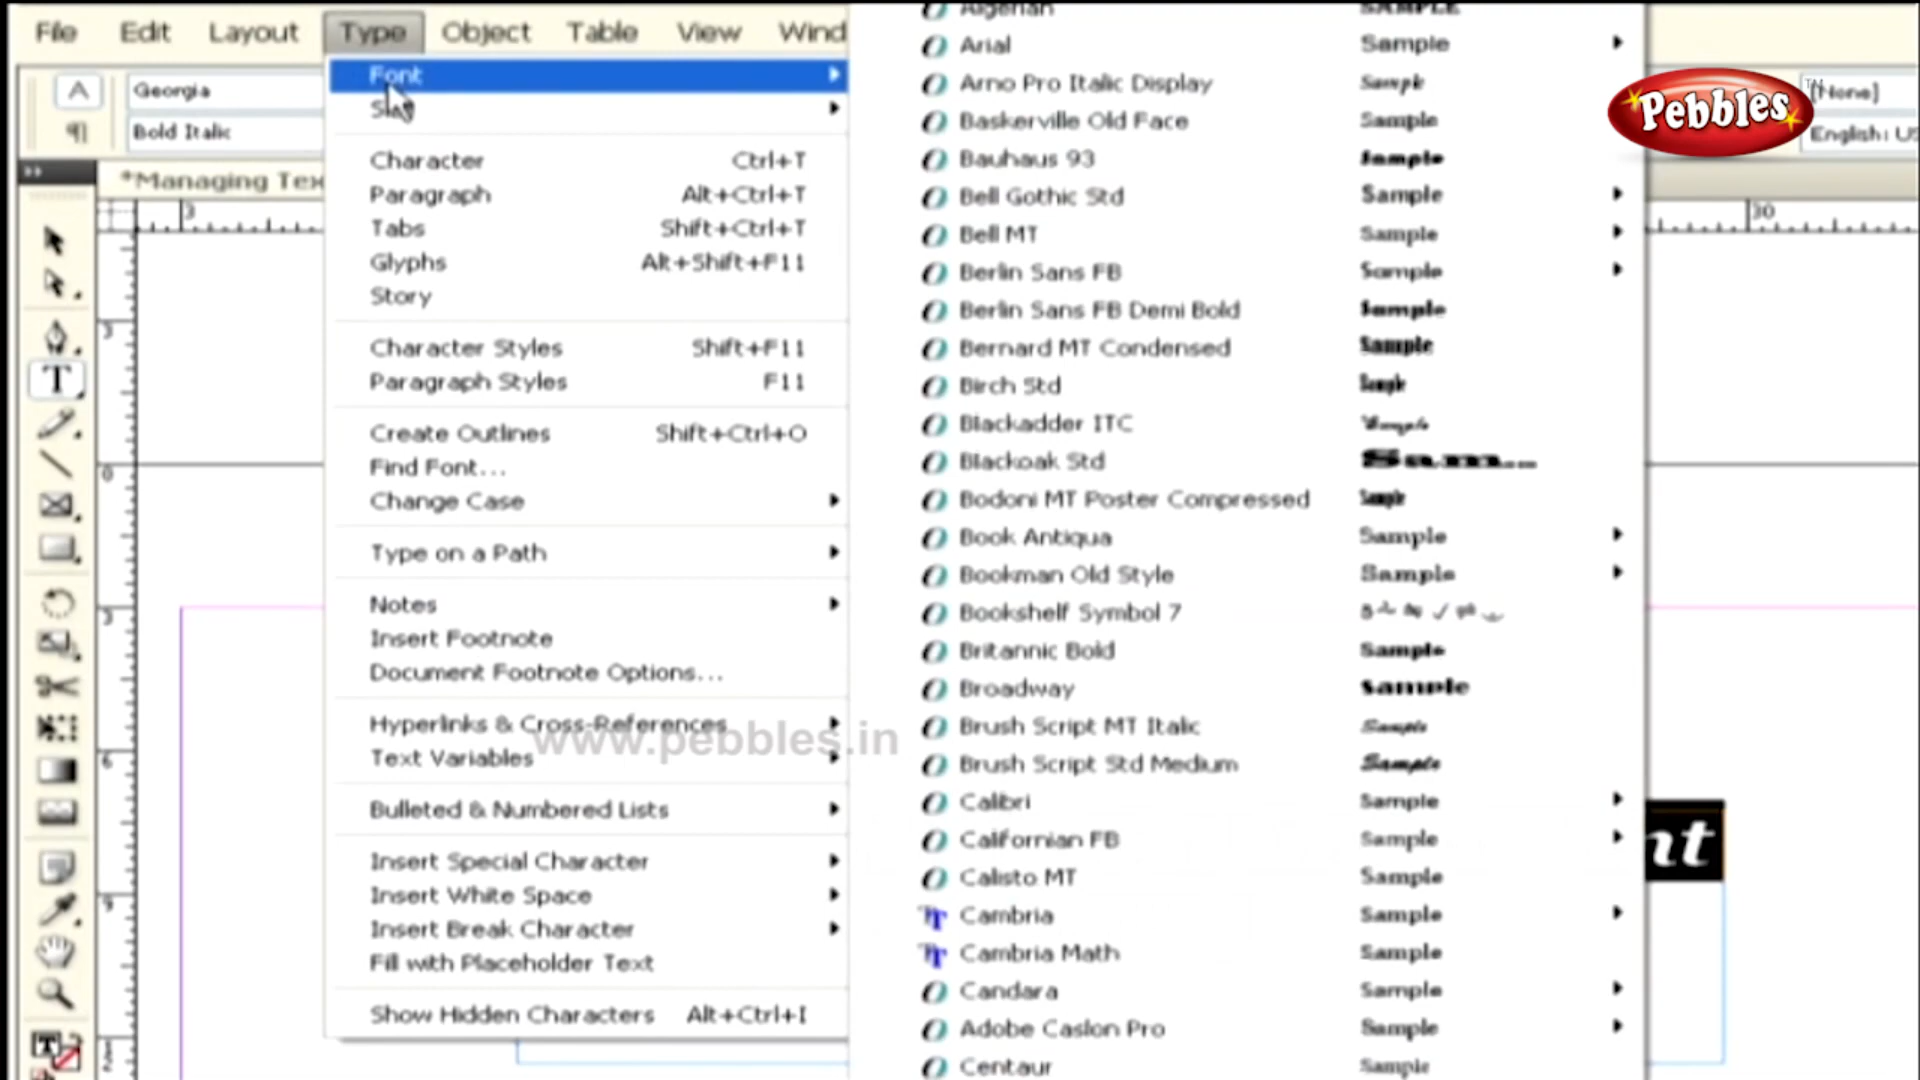 File Edit Layout Type Object Table View Wind
Georgia
Bold Italic
*Managing Tex
Font
Character Ctrl+T
Paragraph Alt+Ctrl+T
Tabs Shift+Ctrl+T
Glyphs Alt+Shift+F11
Story
Character Styles Shift+F11
Paragraph Styles F11
Create Outlines Shift+Ctrl+O
Find Font...
Change Case
Type on a Path
Notes
Insert Footnote
Document Footnote Options...
Hyperlinks & Cross-References
Text Variables
Bulleted & Numbered Lists
Insert Special Character
Insert White Space
Insert Break Character
Fill with Placeholder Text
Show Hidden Characters Alt+Ctrl+I
Algerian SAMPLE
Arial Sample
Arno Pro Italic Display Sample
Baskerville Old Face Sample
Bauhaus 93 Sample
Bell Gothic Std Sample
Bell MT Sample
Berlin Sans FB Sample
Berlin Sans FB Demi Bold Sample
Bernard MT Condensed Sample
Birch Std Sample
Blackadder ITC Sample
Blackoak Std Sam...
Bodoni MT Poster Compressed Sample
Book Antiqua Sample
Bookman Old Style Sample
Bookshelf Symbol 7
Britannic Bold Sample
Broadway Sample
Brush Script MT Italic Sample
Brush Script Std Medium Sample
Calibri Sample
Californian FB Sample
Calisto MT Sample
Cambria Sample
Cambria Math Sample
Candara Sample
Adobe Caslon Pro Sample
Centaur Sample
Pebbles TM
[None]
English: US
30
nt
www.pebbles.in